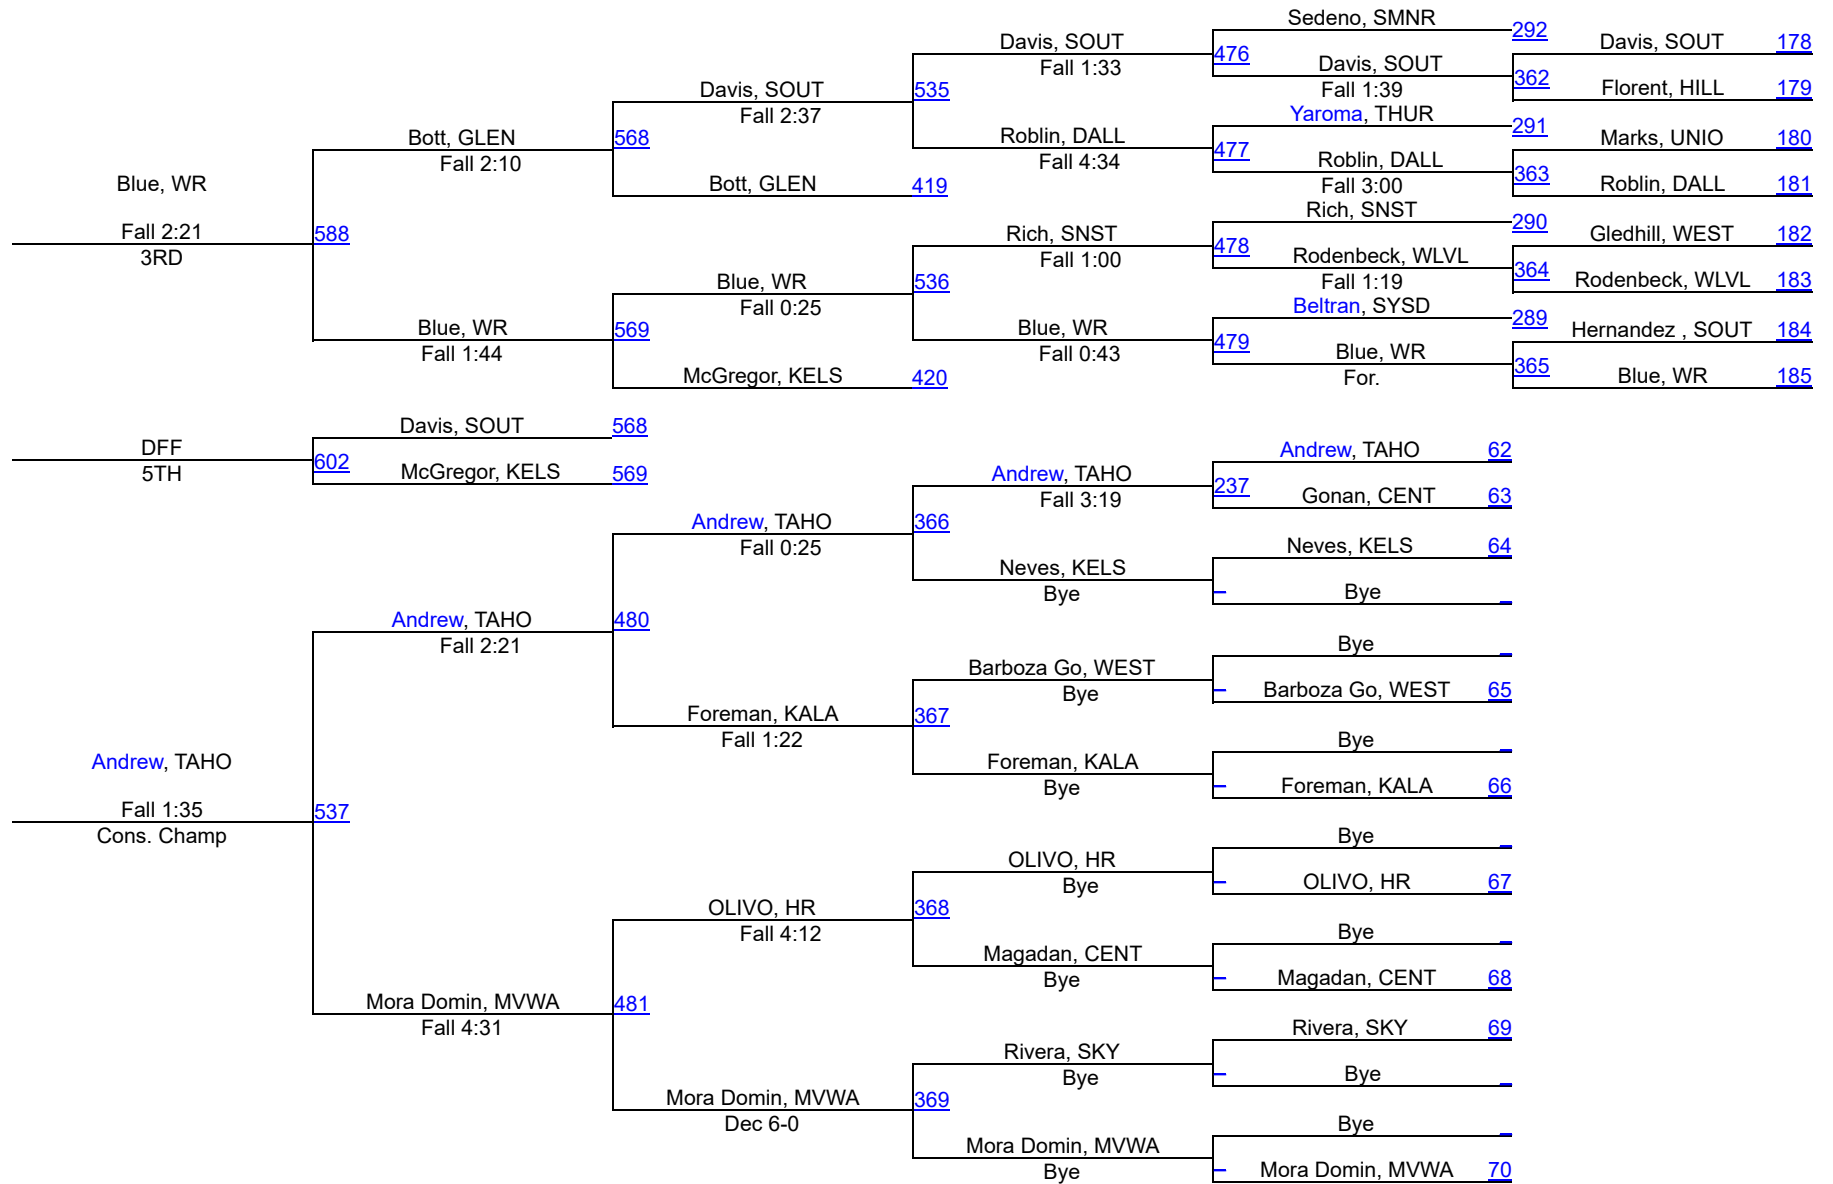 Sedeno, SMNR
292
Davis, SOUT
178
Davis, SOUT
Fall 1:33
476
Davis, SOUT
Fall 1:39
362
Florent, HILL
179
Davis, SOUT
Fall 2:37
535
Yaroma, THUR
291
Marks, UNIO
180
Roblin, DALL
Fall 4:34
477
Roblin, DALL
Fall 3:00
363
Roblin, DALL
181
Bott, GLEN
Fall 2:10
568
Bott, GLEN
419
Blue, WR
Fall 2:21
3RD
588
Rich, SNST
290
Gledhill, WEST
182
Rich, SNST
Fall 1:00
478
Rodenbeck, WLVL
Fall 1:19
364
Rodenbeck, WLVL
183
Blue, WR
Fall 0:25
536
Beltran, SYSD
289
Hernandez , SOUT
184
Blue, WR
Fall 1:44
569
Blue, WR
Fall 0:43
479
Blue, WR
For.
365
Blue, WR
185
McGregor, KELS
420
Davis, SOUT
568
DFF
5TH
602
McGregor, KELS
569
Andrew, TAHO
62
Andrew, TAHO
Fall 3:19
237
Gonan, CENT
63
Andrew, TAHO
Fall 0:25
366
Neves, KELS
64
Neves, KELS
Bye
Bye
Andrew, TAHO
Fall 2:21
480
Bye
Barboza Go, WEST
Bye
Barboza Go, WEST
65
Foreman, KALA
Fall 1:22
367
Bye
Foreman, KALA
Bye
Foreman, KALA
66
Andrew, TAHO
Fall 1:35
Cons. Champ
537
Bye
OLIVO, HR
Bye
OLIVO, HR
67
OLIVO, HR
Fall 4:12
368
Bye
Magadan, CENT
Bye
Magadan, CENT
68
Mora Domin, MVWA
Fall 4:31
481
Rivera, SKY
69
Rivera, SKY
Bye
Bye
Mora Domin, MVWA
Dec 6-0
369
Bye
Mora Domin, MVWA
Bye
Mora Domin, MVWA
70